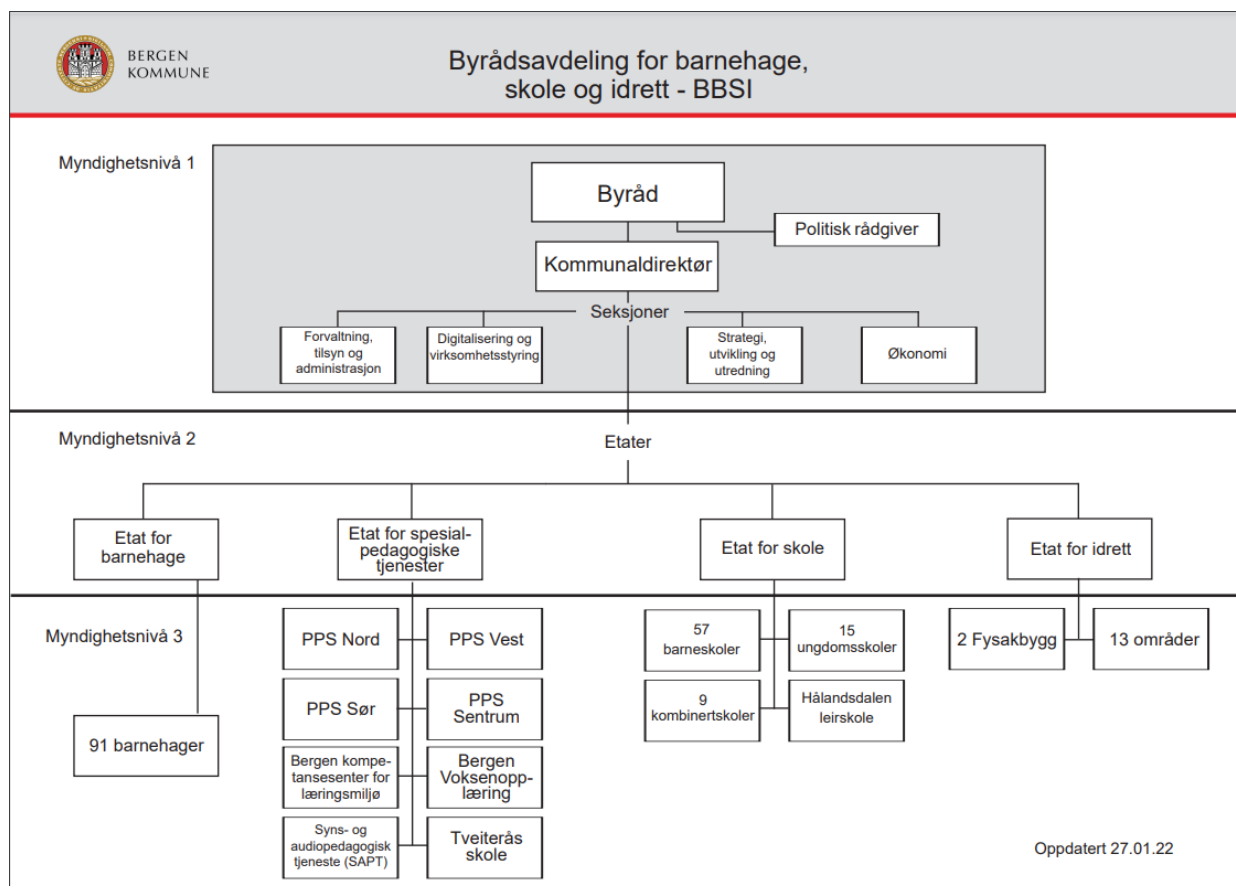 BERGEN
KOMMUNE
Byrådsavdeling for barnehage,
skole og idrett - BBSI
Myndighetsnivå 1
Byråd
Politisk rådgiver
Kommunaldirektør
Seksjoner
Forvaltning,
tilsyn og
administrasjon
Digitalisering og
virksomhetsstyring
Strategi,
utvikling og
utredning
Økonomi
Myndighetsnivå 2
Etater
Etat for
barnehage
Etat for spesial-
pedagogiske
tjenester
Etat for skole
Etat for idrett
Myndighetsnivå 3
91 barnehager
PPS Nord
PPS Vest
PPS Sør
PPS
Sentrum
Bergen kompe-
tansesenter for
læringsmiljø
Bergen
Voksenopp-
læring
Syns- og
audiopedagogisk
tjeneste (SAPT)
Tveiterås
skole
57
barneskoler
15
ungdomsskoler
9
kombinertskoler
Hålandsdalen
leirskole
2 Fysakbygg
13 områder
Oppdatert 27.01.22